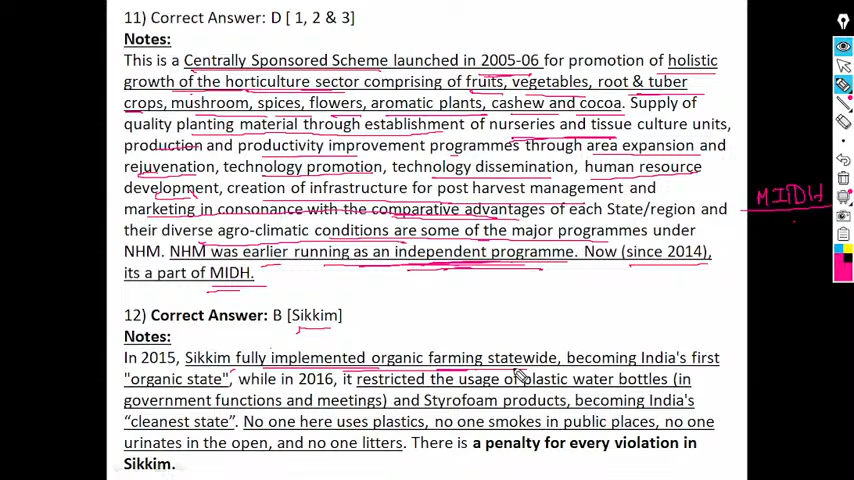 11) Correct Answer: D [ 1, 2 & 3]
Notes:
This is a Centrally Sponsored Scheme launched in 2005-06 for promotion of holistic
growth of the horticulture sector comprising of fruits, vegetables, root & tuber
crops, mushroom, spices, flowers, aromatic plants, cashew and cocoa. Supply of
quality planting material through establishment of nurseries and tissue culture units,
production and productivity improvement programmes through area expansion and
rejuvenation, technology promotion, technology dissemination, human resource
development, creation of infrastructure for post harvest management and
marketing in consonance with the comparative advantages of each State/region and
their diverse agro-climatic conditions are some of the major programmes under
NHM. NHM was earlier running as an independent programme. Now (since 2014),
its a part of MIDH.
MIDH
12) Correct Answer: B [Sikkim]
Notes:
In 2015, Sikkim fully implemented organic farming statewide, becoming India's first
"organic state", while in 2016, it restricted the usage of plastic water bottles (in
government functions and meetings) and Styrofoam products, becoming India's
“cleanest state”. No one here uses plastics, no one smokes in public places, no one
urinates in the open, and no one litters. There is a penalty for every violation in
Sikkim.